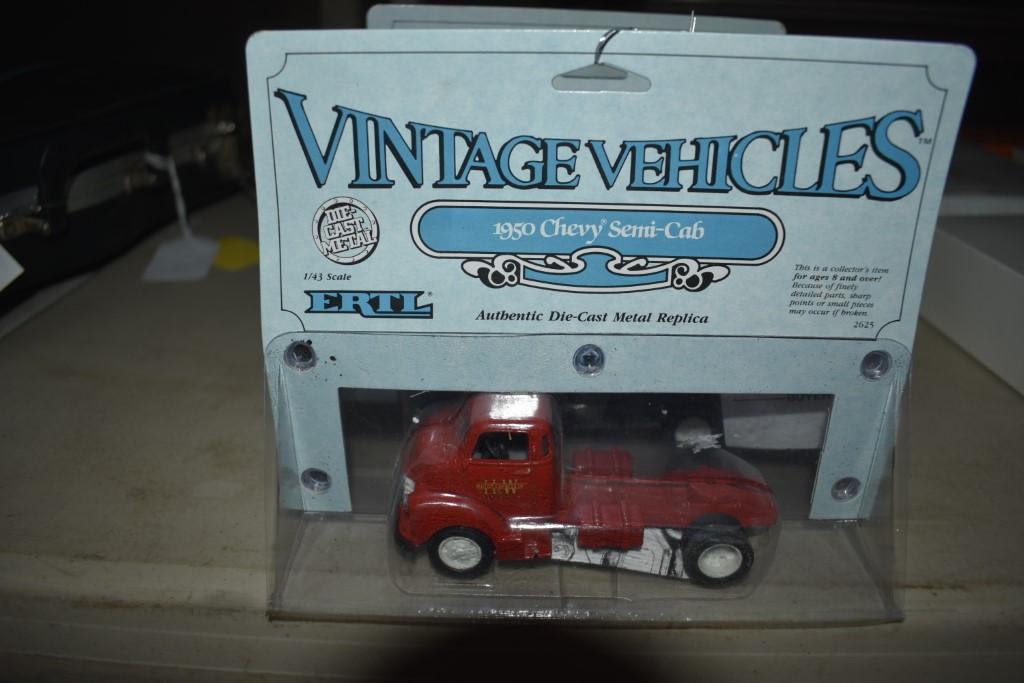 VINTAGE VEHICLES™
DIE-
CAST
METAL
1950 Chevy® Semi-Cab
1/43 Scale
ERTL®
Authentic Die-Cast Metal Replica
This is a collector's item
for ages 8 and over!
Because of finely
detailed parts, sharp
points or small pieces
may occur if broken.
2625